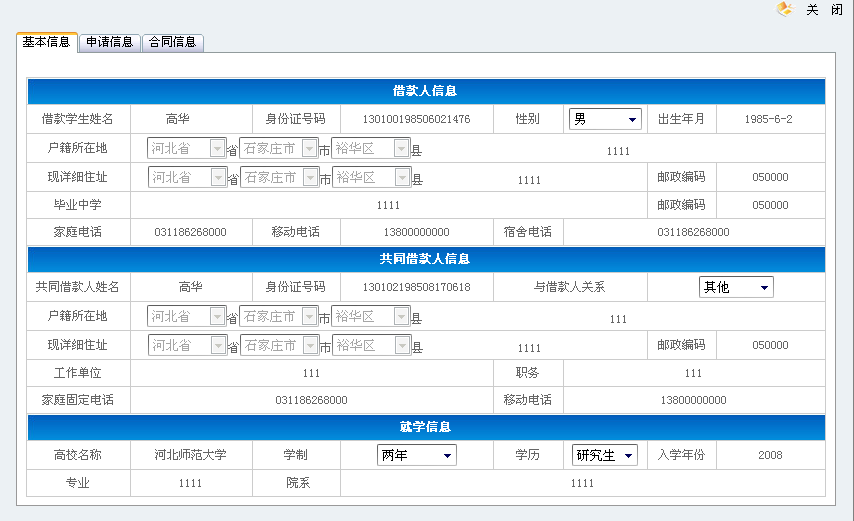 关 闭
基本信息 申请信息 合同信息
借款人信息
借款学生姓名 高华 身份证号码 130100198506021476 性别 男 出生年月 1985-6-2
户籍所在地 河北省 省 石家庄市 市 裕华区 县 1111
现详细住址 河北省 省 石家庄市 市 裕华区 县 1111 邮政编码 050000
毕业中学 1111 邮政编码 050000
家庭电话 031186268000 移动电话 13800000000 宿舍电话 031186268000
共同借款人信息
共同借款人姓名 高华 身份证号码 130102198508170618 与借款人关系 其他
户籍所在地 河北省 省 石家庄市 市 裕华区 县 111
现详细住址 河北省 省 石家庄市 市 裕华区 县 1111 邮政编码 050000
工作单位 111 职务 111
家庭固定电话 031186268000 移动电话 13800000000
就学信息
高校名称 河北师范大学 学制 两年 学历 研究生 入学年份 2008
专业 1111 院系 1111